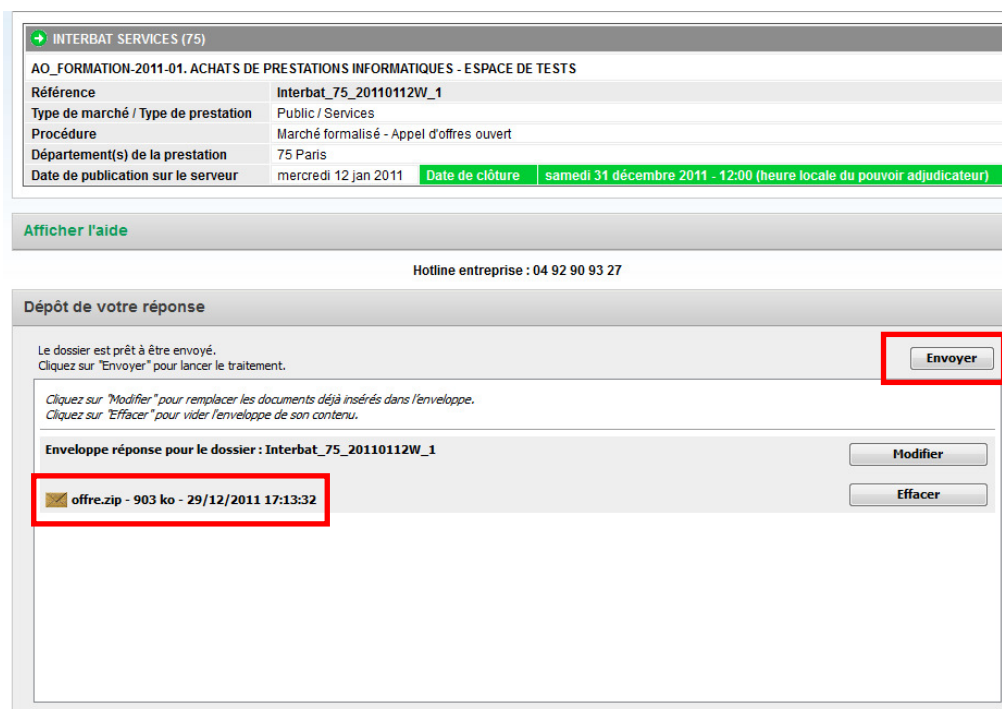 INTERBAT SERVICES (75)
AO_FORMATION-2011-01. ACHATS DE PRESTATIONS INFORMATIQUES - ESPACE DE TESTS
Référence Interbat_75_20110112W_1
Type de marché / Type de prestation Public / Services
Procédure Marché formalisé - Appel d'offres ouvert
Département(s) de la prestation 75 Paris
Date de publication sur le serveur mercredi 12 jan 2011 Date de clôture samedi 31 décembre 2011 - 12:00 (heure locale du pouvoir adjudicateur)
Afficher l'aide
Hotline entreprise : 04 92 90 93 27
Dépôt de votre réponse
Le dossier est prêt à être envoyé.
Cliquez sur "Envoyer" pour lancer le traitement.
Envoyer
Cliquez sur "Modifier" pour remplacer les documents déjà insérés dans l'enveloppe.
Cliquez sur "Effacer" pour vider l'enveloppe de son contenu.
Enveloppe réponse pour le dossier : Interbat_75_20110112W_1
Modifier
offre.zip - 903 ko - 29/12/2011 17:13:32
Effacer